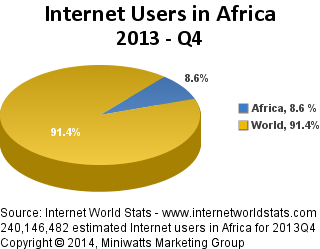 Internet Users in Africa
2013 - Q4
8.6%
91.4%
Africa, 8.6 %
World, 91.4%
Source: Internet World Stats - www.internetworldstats.com
240,146,482 estimated Internet users in Africa for 2013Q4
Copyright © 2014, Miniwatts Marketing Group